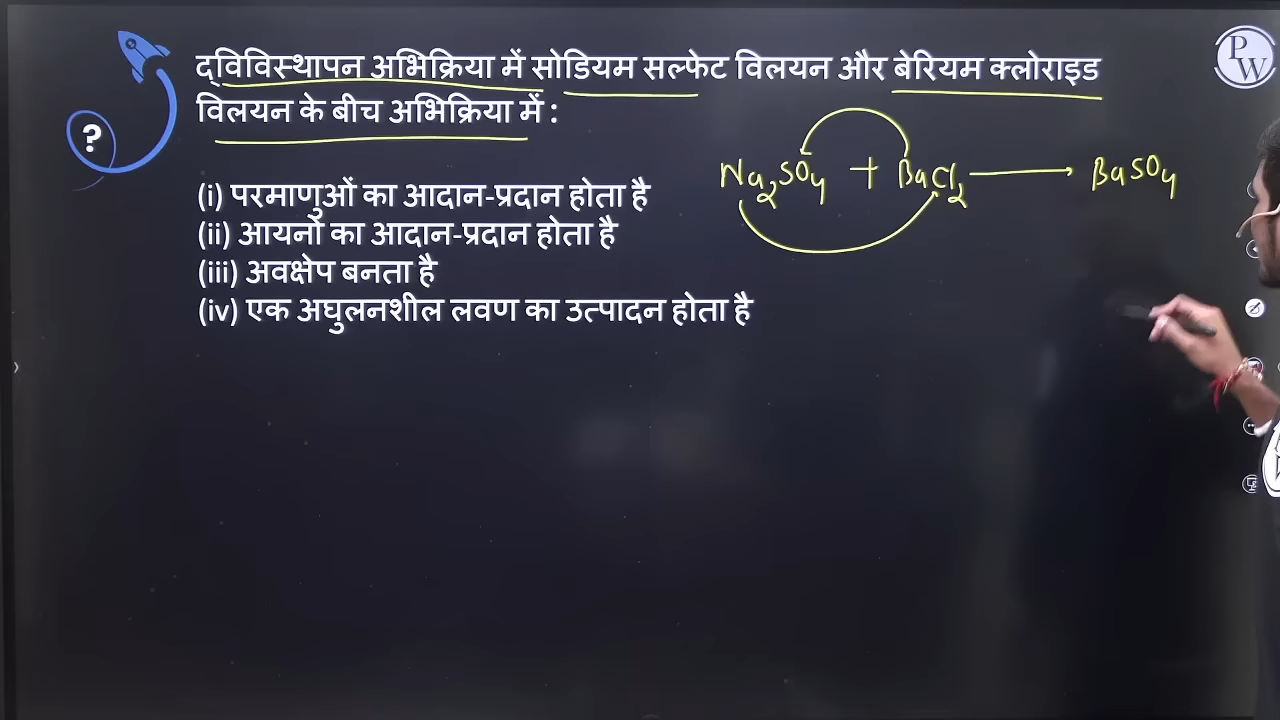 द्विविस्थापन अभिक्रिया में सोडियम सल्फेट विलयन और बेरियम क्लोराइड
विलयन के बीच अभिक्रिया में :
?
(i) परमाणुओं का आदान-प्रदान होता है
(ii) आयनों का आदान-प्रदान होता है
(iii) अवक्षेप बनता है
(iv) एक अघुलनशील लवण का उत्पादन होता है
Na₂SO₄ + BaCl₂ ⟶ BaSO₄
P
W